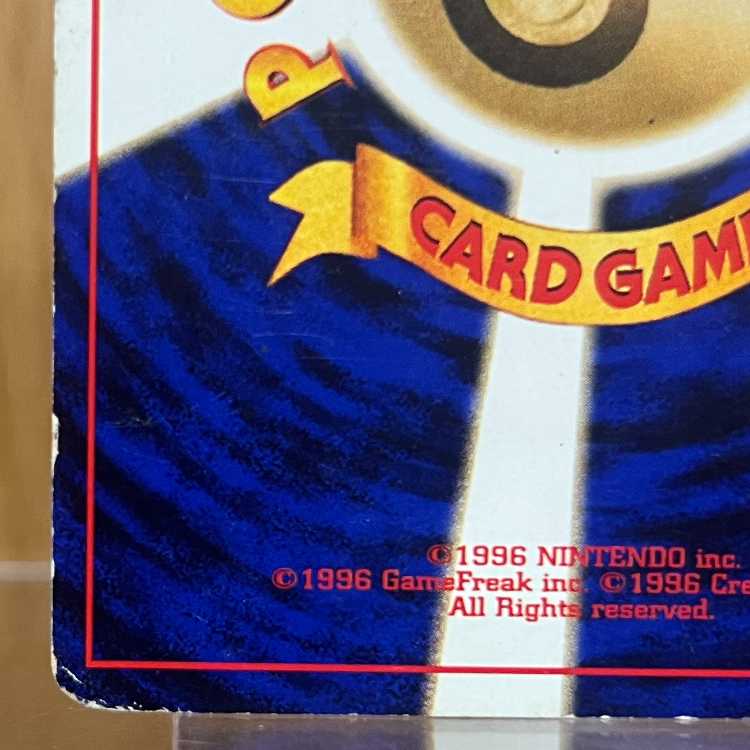 P
CARD GAM
©1996 NINTENDO inc.
©1996 GameFreak inc. ©1996 Cre
All Rights reserved.